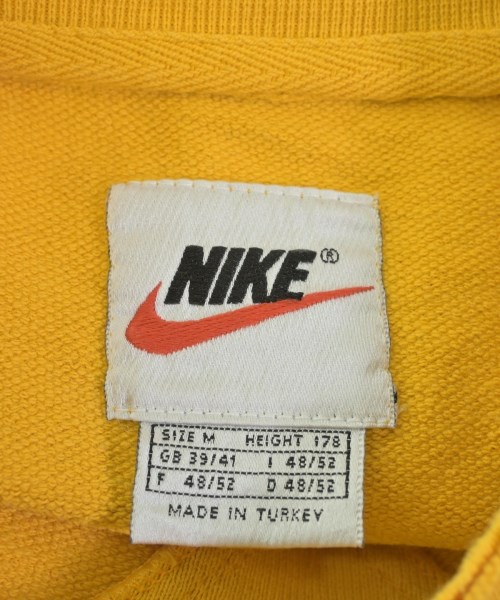 NIKE®
SIZE M HEIGHT 178
GB 39/41 I 48/52
F 48/52 D 48/52
MADE IN TURKEY